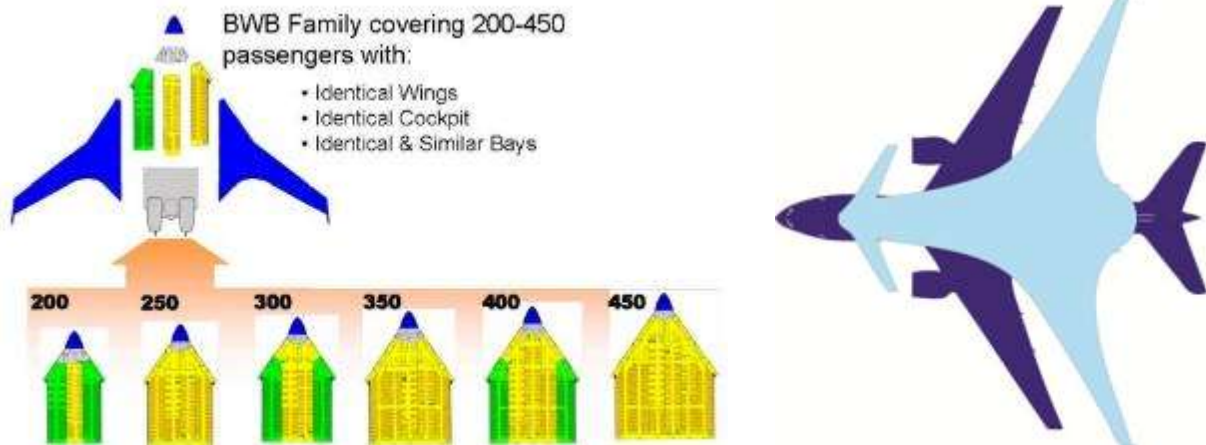 BWB Family covering 200-450
passengers with:
• Identical Wings
• Identical Cockpit
• Identical & Similar Bays
200 250 300 350 400 450